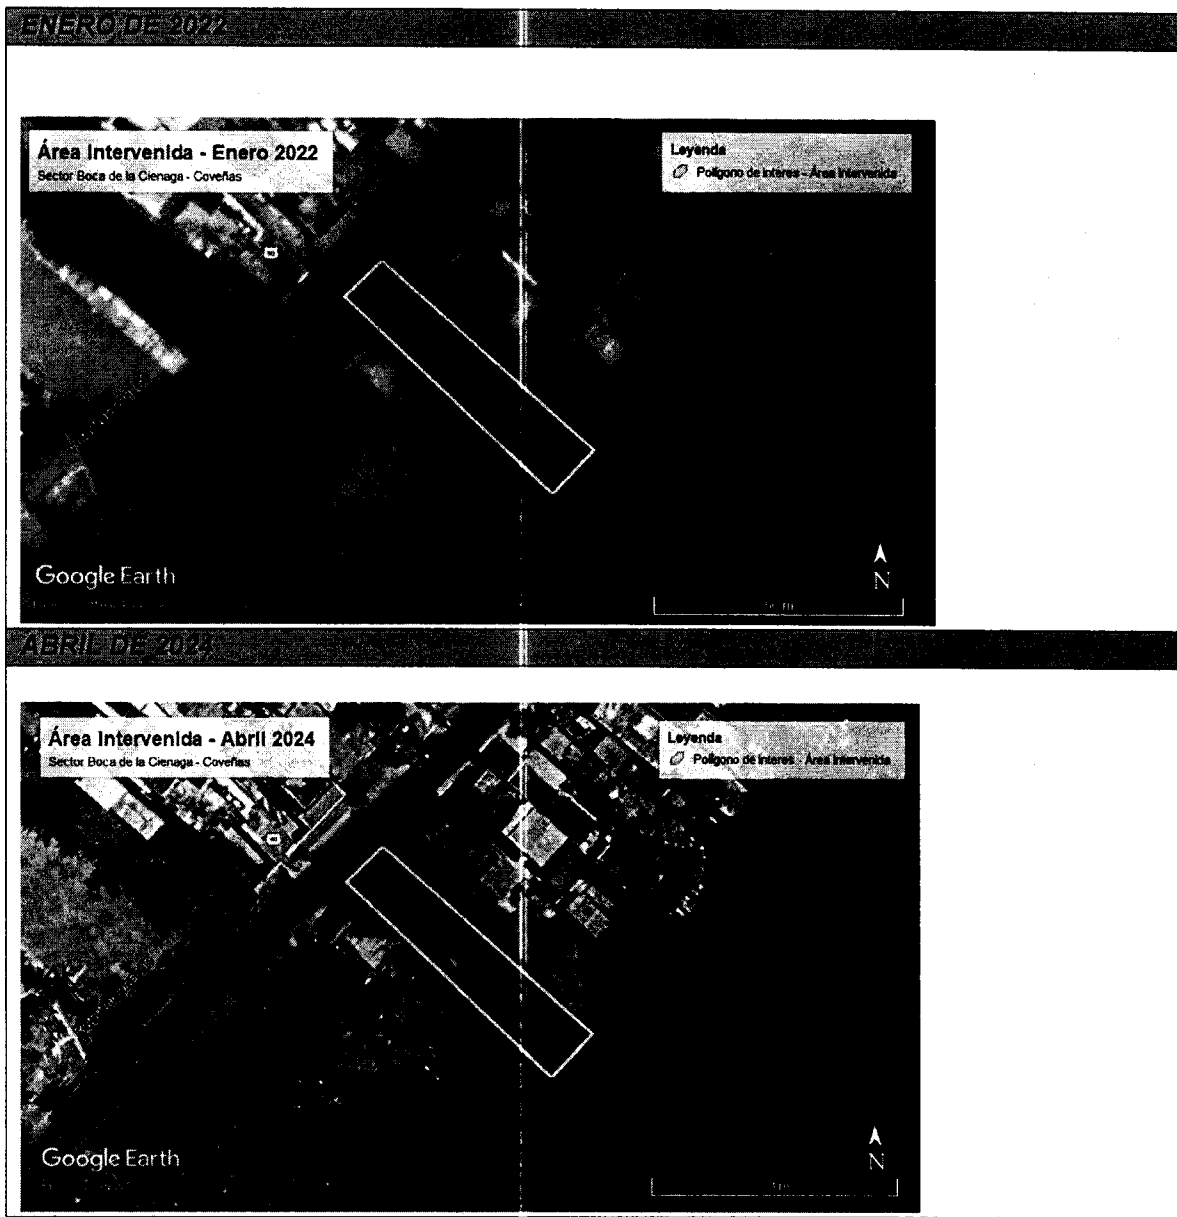 ENERO DE 2022
Área Intervenida - Enero 2022
Sector Boca de la Cienaga - Coveñas
Leyenda
Polígono de interes - Área Intervenida
Google Earth
N
ABRIL DE 2024
Área Intervenida - Abril 2024
Sector Boca de la Cienaga - Coveñas
Leyenda
Polígono de interes - Área Intervenida
Google Earth
N